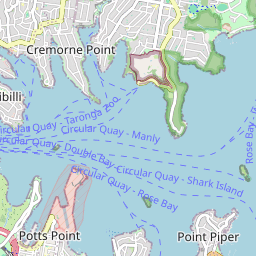 Cremorne Point
ibilli
Circular Quay - Taronga Zoo
Circular Quay - Manly
Circular Quay - Double Bay
Circular Quay - Shark Island
Circular Quay - Rose Bay
Rose Bay -
Potts Point
Point Piper